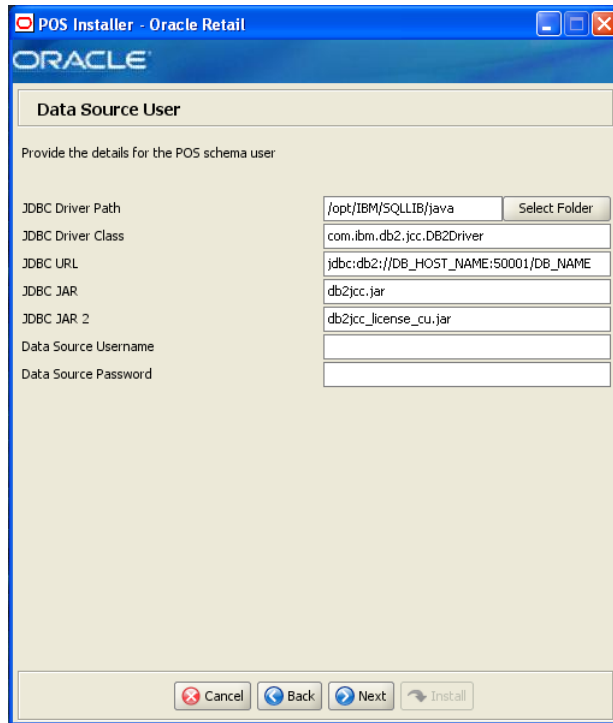 POS Installer - Oracle Retail
ORACLE
Data Source User
Provide the details for the POS schema user
JDBC Driver Path /opt/IBM/SQLLIB/java Select Folder
JDBC Driver Class com.ibm.db2.jcc.DB2Driver
JDBC URL jdbc:db2://DB_HOST_NAME:50001/DB_NAME
JDBC JAR db2jcc.jar
JDBC JAR 2 db2jcc_license_cu.jar
Data Source Username
Data Source Password
Cancel Back Next Install